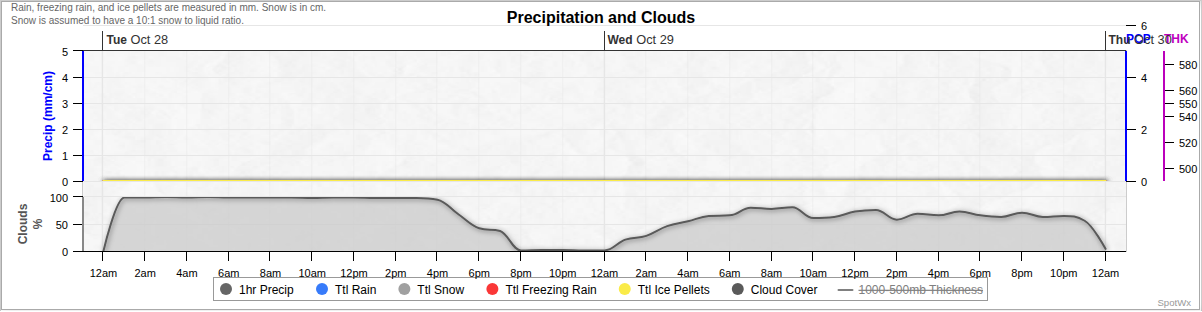 Rain, freezing rain, and ice pellets are measured in mm. Snow is in cm.
Snow is assumed to have a 10:1 snow to liquid ratio.
Precipitation and Clouds
Tue Oct 28
Wed Oct 29
Thu Oct 30
PCP
THK
Precip (mm/cm)
5
4
3
2
1
0
6
4
2
0
580
560
550
540
520
500
Clouds
%
100
50
0
12am 2am 4am 6am 8am 10am 12pm 2pm 4pm 6pm 8pm 10pm 12am 2am 4am 6am 8am 10am 12pm 2pm 4pm 6pm 8pm 10pm 12am
1hr Precip Ttl Rain Ttl Snow Ttl Freezing Rain Ttl Ice Pellets Cloud Cover 1000-500mb Thickness
SpotWx